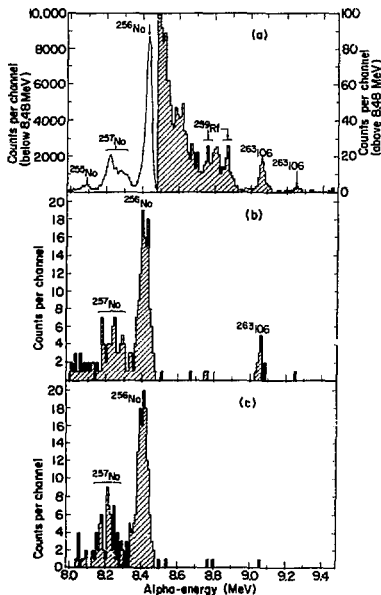 10,000
8000
6000
4000
2000
0
Counts per channel
(below 8.48 MeV)
256No
(a)
259Rf
257No
255No
263106
263106
100
80
60
40
20
0
Counts per channel
(above 8.48 MeV)
20
18
16
14
12
10
8
6
4
2
0
Counts per channel
256No
(b)
257No
263106
20
18
16
14
12
10
8
6
4
2
0
Counts per channel
256No
(c)
257No
8.0 8.2 8.4 8.6 8.8 9.0 9.2 9.4
Alpha-energy (MeV)